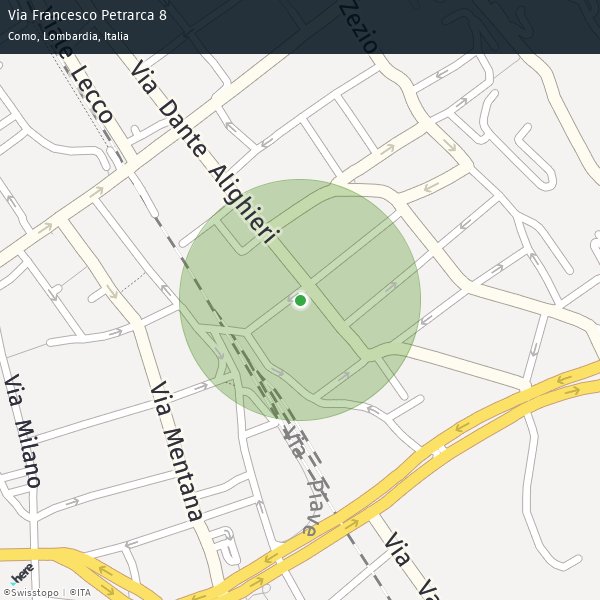 Via Francesco Petrarca 8
Como, Lombardia, Italia
Viale Lecco
Zezio
Via Dante Alighieri
Via Milano
Via Mentana
Via Piave
Via Va
here
©Swisstopo | ©ITA